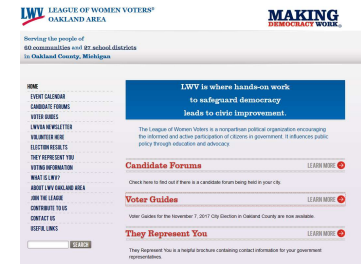 LWV LEAGUE OF WOMEN VOTERS®
OAKLAND AREA
MAKING
DEMOCRACY WORK®
Serving the people of
60 communities and 27 school districts
in Oakland County, Michigan
HOME
EVENT CALENDAR
CANDIDATE FORUMS
VOTER GUIDES
LWVOA NEWSLETTER
VOLUNTEER HERE
ELECTION RESULTS
THEY REPRESENT YOU
VOTING INFORMATION
WHAT IS LWV?
ABOUT LWV OAKLAND AREA
JOIN THE LEAGUE
CONTRIBUTE TO US
CONTACT US
USEFUL LINKS
SEARCH
LWV is where hands-on work
to safeguard democracy
leads to civic improvement.
The League of Women Voters is a nonpartisan political organization encouraging
the informed and active participation of citizens in government. It influences public
policy through education and advocacy.
Candidate Forums LEARN MORE
Check here to find out if there is a candidate forum being held in your city.
Voter Guides LEARN MORE
Voter Guides for the November 7, 2017 City Election in Oakland County are now available.
They Represent You LEARN MORE
They Represent You is a helpful brochure containing contact information for your government
representatives.